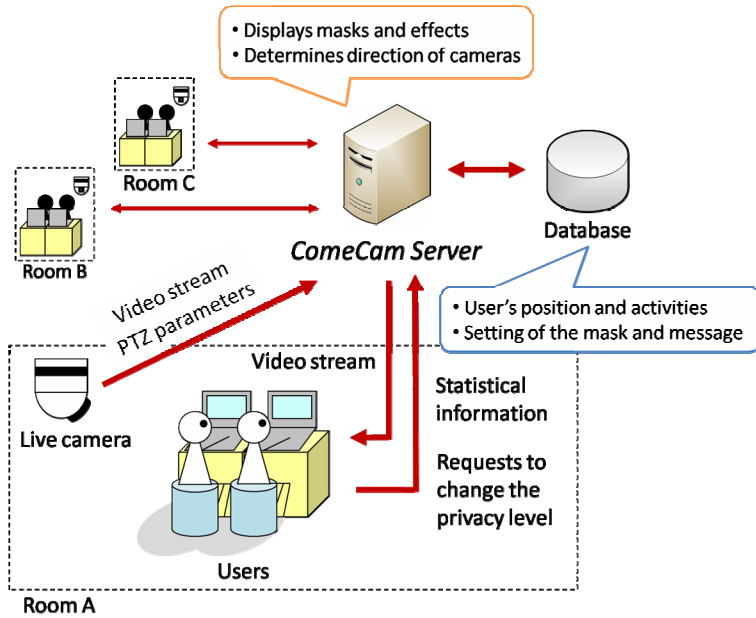 • Displays masks and effects
• Determines direction of cameras
Room C
Room B
ComeCam Server
Database
Video stream
PTZ parameters
• User's position and activities
• Setting of the mask and message
Video stream
Live camera
Statistical
information
Requests to
change the
privacy level
Users
Room A